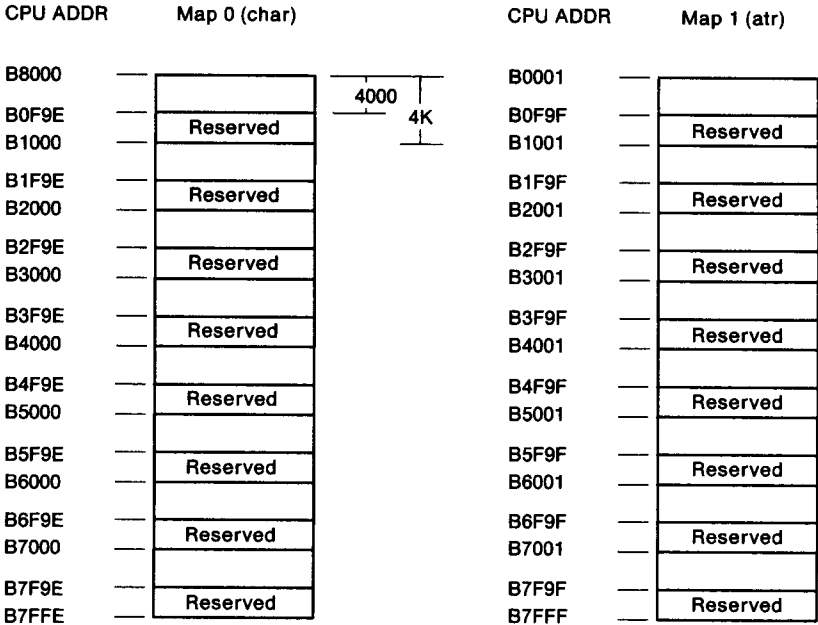 CPU ADDR Map 0 (char) CPU ADDR Map 1 (atr)
B8000 B0001
4000
B0F9E 4K B0F9F
Reserved Reserved
B1000 B1001
B1F9E B1F9F
Reserved Reserved
B2000 B2001
B2F9E B2F9F
Reserved Reserved
B3000 B3001
B3F9E B3F9F
Reserved Reserved
B4000 B4001
B4F9E B4F9F
Reserved Reserved
B5000 B5001
B5F9E B5F9F
Reserved Reserved
B6000 B6001
B6F9E B6F9F
Reserved Reserved
B7000 B7001
B7F9E B7F9F
Reserved Reserved
B7FFE B7FFF